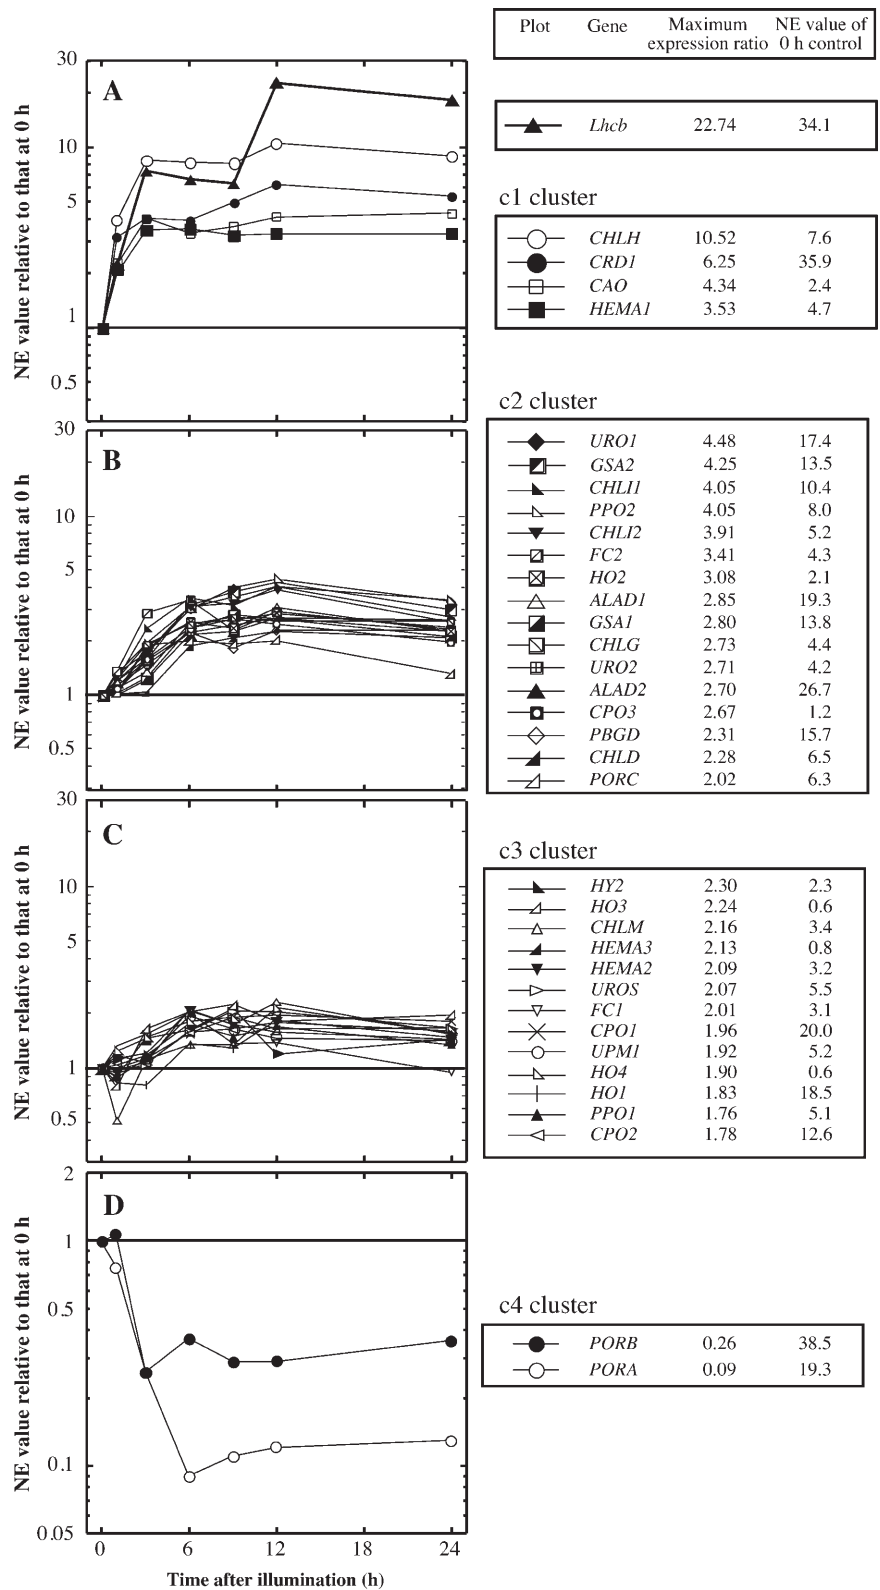 Plot Gene Maximum expression ratio NE value of 0 h control
Lhcb 22.74 34.1
A
NE value relative to that at 0 h
30
10
5
1
0.5
c1 cluster
CHLH 10.52 7.6
CRD1 6.25 35.9
CAO 4.34 2.4
HEMA1 3.53 4.7
B
NE value relative to that at 0 h
30
10
5
1
0.5
c2 cluster
URO1 4.48 17.4
GSA2 4.25 13.5
CHLI1 4.05 10.4
PPO2 4.05 8.0
CHLI2 3.91 5.2
FC2 3.41 4.3
HO2 3.08 2.1
ALAD1 2.85 19.3
GSA1 2.80 13.8
CHLG 2.73 4.4
URO2 2.71 4.2
ALAD2 2.70 26.7
CPO3 2.67 1.2
PBGD 2.31 15.7
CHLD 2.28 6.5
PORC 2.02 6.3
C
NE value relative to that at 0 h
30
10
5
1
0.5
c3 cluster
HY2 2.30 2.3
HO3 2.24 0.6
CHLM 2.16 3.4
HEMA3 2.13 0.8
HEMA2 2.09 3.2
UROS 2.07 5.5
FC1 2.01 3.1
CPO1 1.96 20.0
UPM1 1.92 5.2
HO4 1.90 0.6
HO1 1.83 18.5
PPO1 1.76 5.1
CPO2 1.78 12.6
D
NE value relative to that at 0 h
2
1
0.5
0.1
0.05
c4 cluster
PORB 0.26 38.5
PORA 0.09 19.3
0 6 12 18 24
Time after illumination (h)